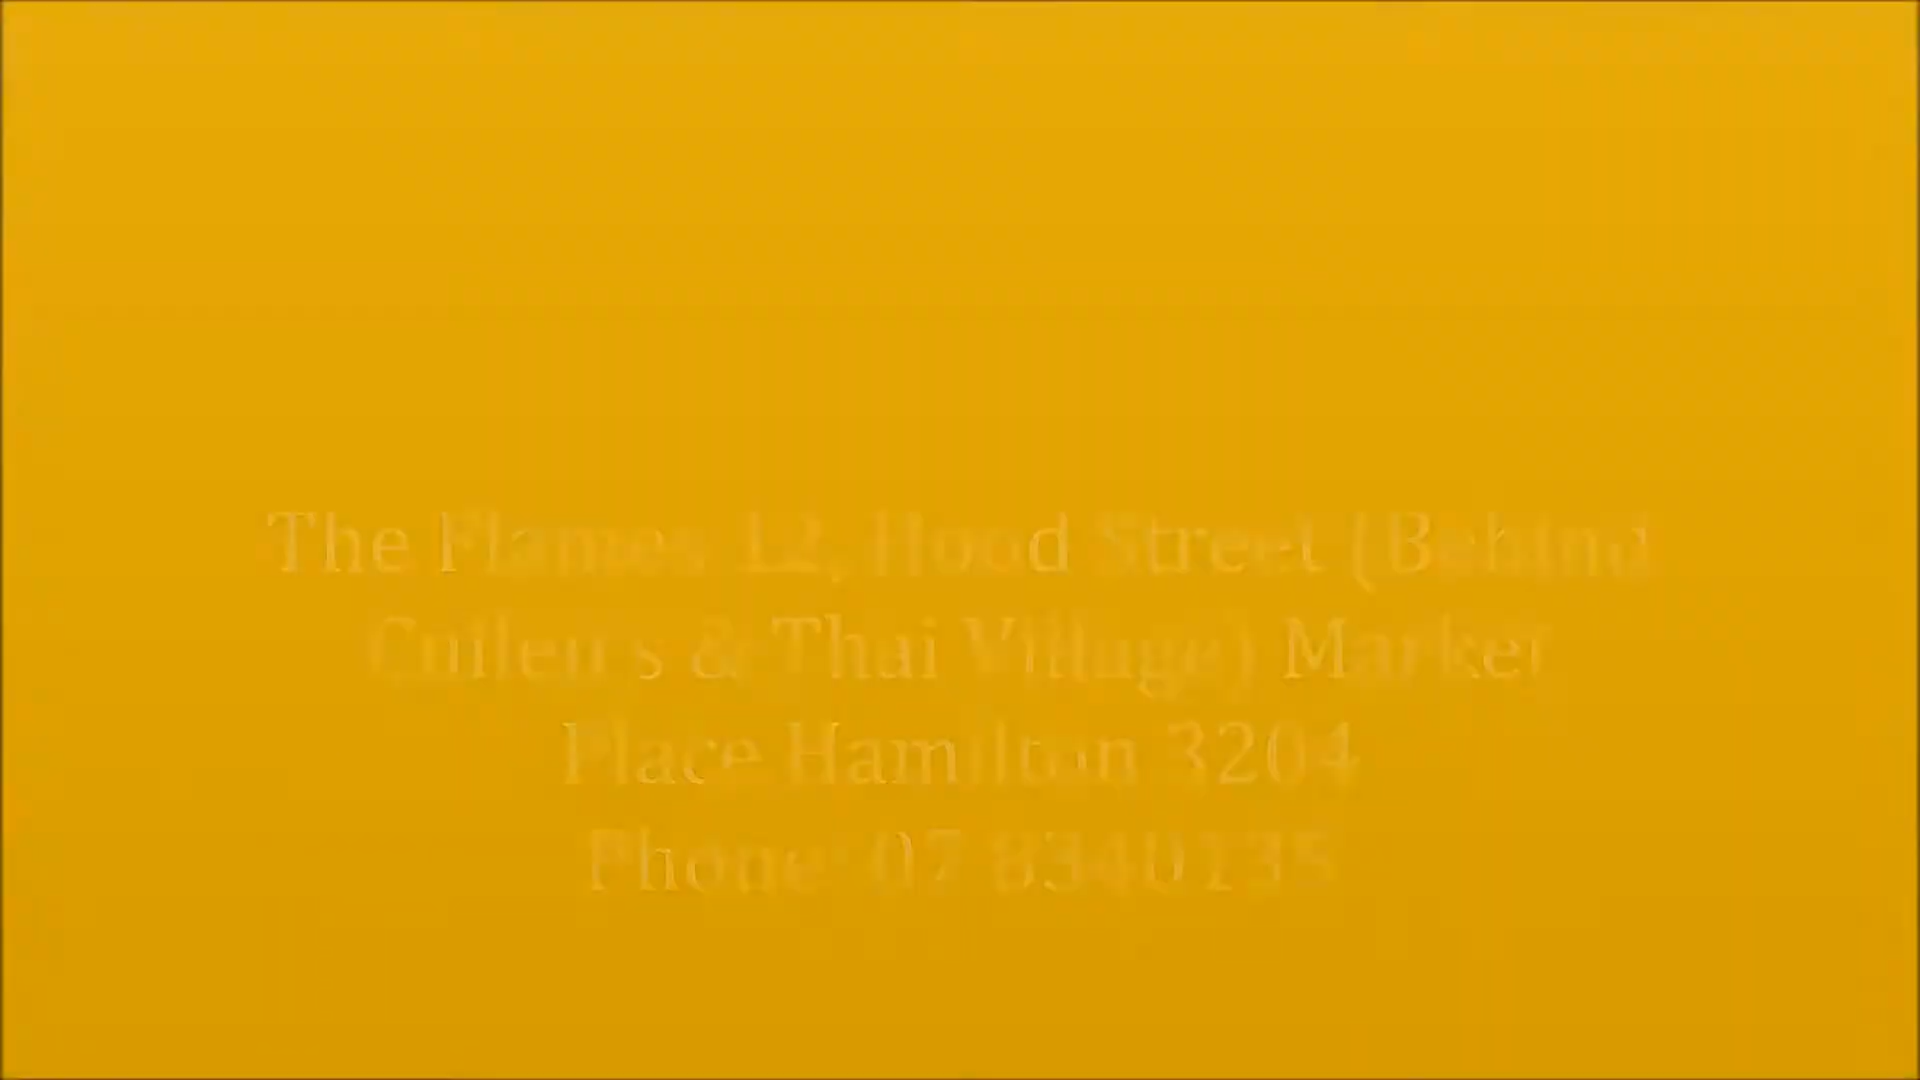 The Flames 12, Hood Street (Behind
Cullen s & Thai Village) Market
Place Hamilton 3204
Phone: 07 8340135